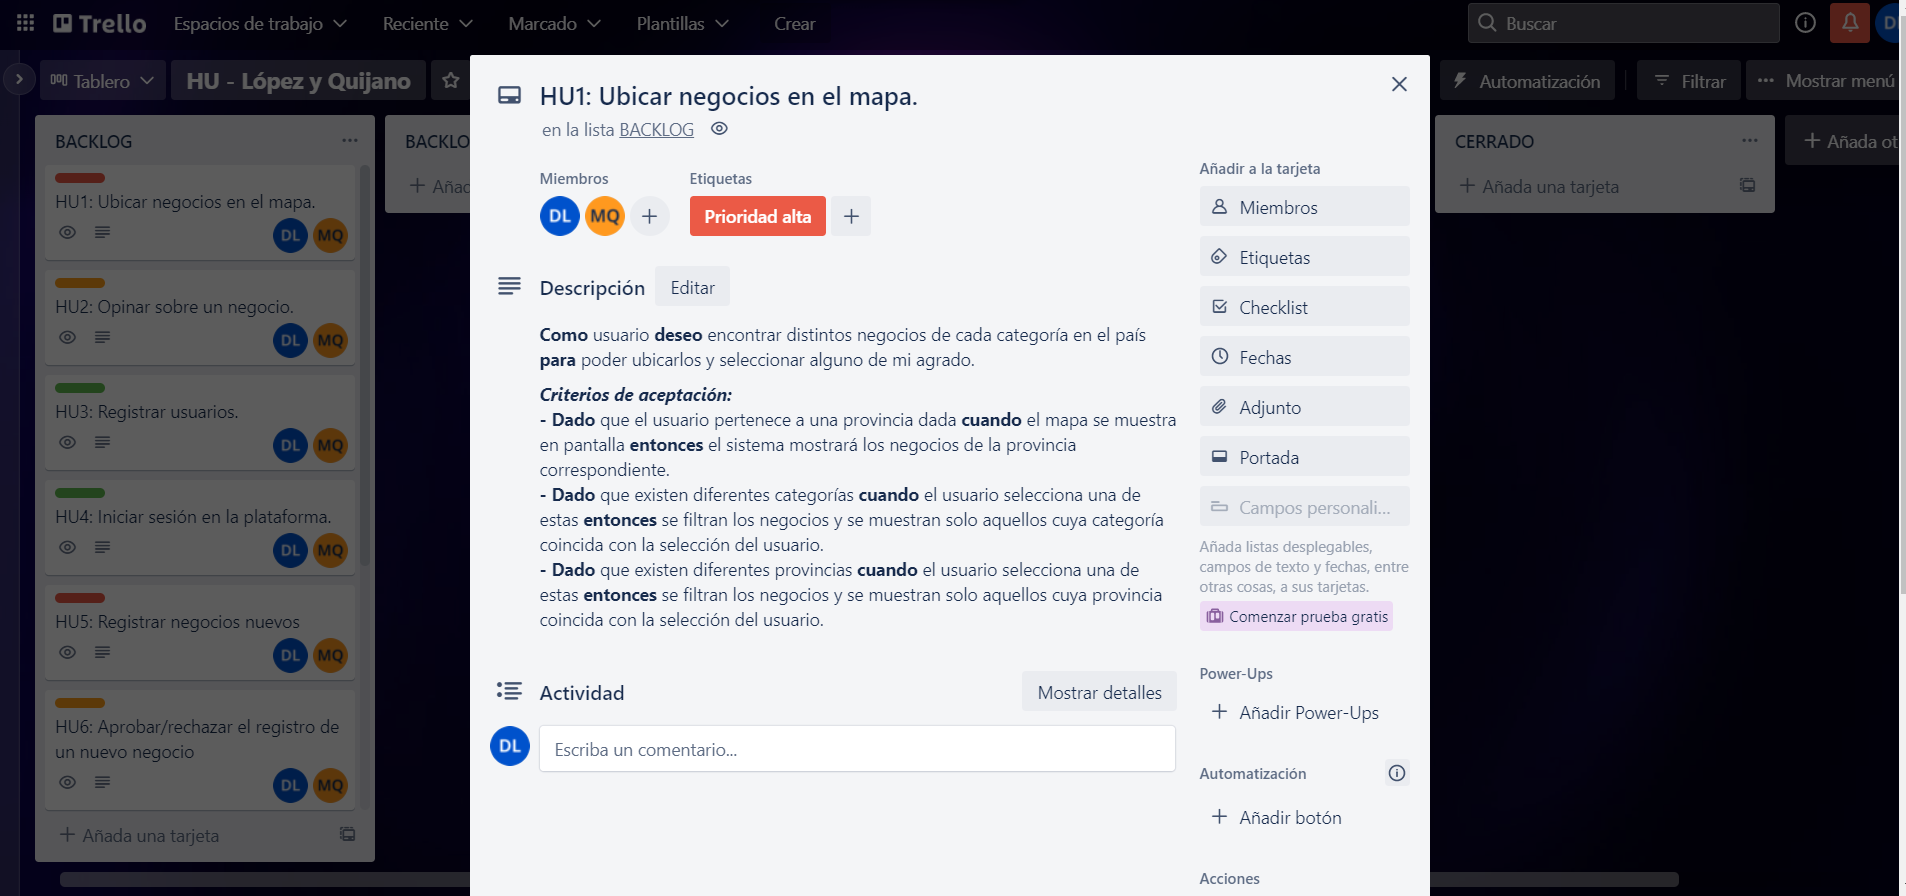 Trello
Espacios de trabajo
Reciente
Marcado
Plantillas
Crear
Buscar
Tablero
HU - López y Quijano
Automatización
Filtrar
Mostrar menú
BACKLOG
HU1: Ubicar negocios en el mapa.
DL MQ
HU2: Opinar sobre un negocio.
DL MQ
HU3: Registrar usuarios.
DL MQ
HU4: Iniciar sesión en la plataforma.
DL MQ
HU5: Registrar negocios nuevos
DL MQ
HU6: Aprobar/rechazar el registro de
un nuevo negocio
DL MQ
+ Añada una tarjeta
BACKLO
+ Añad
HU1: Ubicar negocios en el mapa.
en la lista BACKLOG
Miembros
DL MQ +
Etiquetas
Prioridad alta +
Descripción
Editar
Como usuario deseo encontrar distintos negocios de cada categoría en el país
para poder ubicarlos y seleccionar alguno de mi agrado.
Criterios de aceptación:
- Dado que el usuario pertenece a una provincia dada cuando el mapa se muestra
en pantalla entonces el sistema mostrará los negocios de la provincia
correspondiente.
- Dado que existen diferentes categorías cuando el usuario selecciona una de
estas entonces se filtran los negocios y se muestran solo aquellos cuya categoría
coincida con la selección del usuario.
- Dado que existen diferentes provincias cuando el usuario selecciona una de
estas entonces se filtran los negocios y se muestran solo aquellos cuya provincia
coincida con la selección del usuario.
Actividad
Mostrar detalles
DL
Escriba un comentario...
Añadir a la tarjeta
Miembros
Etiquetas
Checklist
Fechas
Adjunto
Portada
Campos personali...
Añada listas desplegables,
campos de texto y fechas, entre
otras cosas, a sus tarjetas.
Comenzar prueba gratis
Power-Ups
+ Añadir Power-Ups
Automatización
+ Añadir botón
Acciones
CERRADO
+ Añada una tarjeta
+ Añada ot